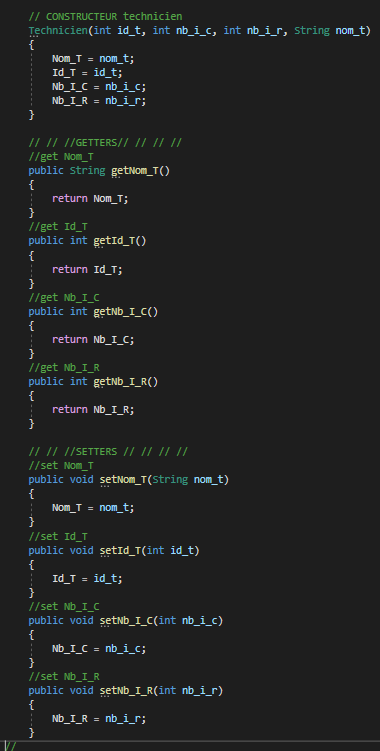 // CONSTRUCTEUR technicien
Technicien(int id_t, int nb_i_c, int nb_i_r, String nom_t)
{
Nom_T = nom_t;
Id_T = id_t;
Nb_I_C = nb_i_c;
Nb_I_R = nb_i_r;
}
// // //GETTERS// // // //
//get Nom_T
public String getNom_T()
{
return Nom_T;
}
//get Id_T
public int getId_T()
{
return Id_T;
}
//get Nb_I_C
public int getNb_I_C()
{
return Nb_I_C;
}
//get Nb_I_R
public int getNb_I_R()
{
return Nb_I_R;
}
// // //SETTERS // // // //
//set Nom_T
public void setNom_T(String nom_t)
{
Nom_T = nom_t;
}
//set Id_T
public void setId_T(int id_t)
{
Id_T = id_t;
}
//set Nb_I_C
public void setNb_I_C(int nb_i_c)
{
Nb_I_C = nb_i_c;
}
//set Nb_I_R
public void setNb_I_R(int nb_i_r)
{
Nb_I_R = nb_i_r;
}
//